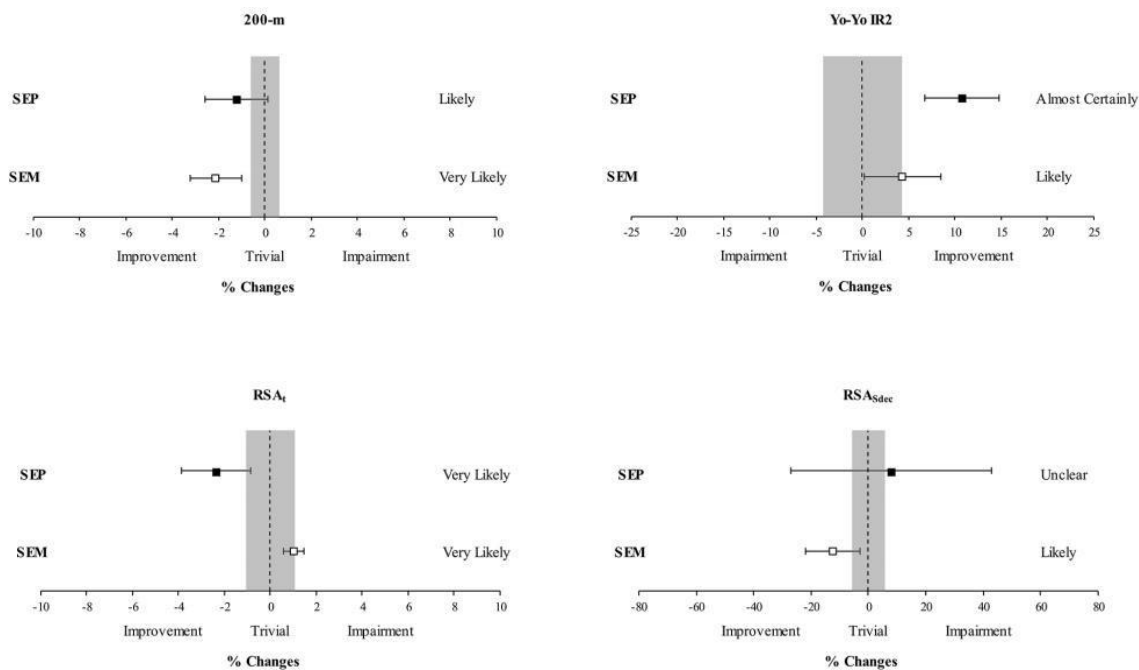 200-m
SEP
Likely
SEM
Very Likely
-10 -8 -6 -4 -2 0 2 4 6 8 10
Improvement Trivial Impairment
% Changes
Yo-Yo IR2
SEP
Almost Certainly
SEM
Likely
-25 -20 -15 -10 -5 0 5 10 15 20 25
Impairment Trivial Improvement
% Changes
RSAt
SEP
Very Likely
SEM
Very Likely
-10 -8 -6 -4 -2 0 2 4 6 8 10
Improvement Trivial Impairment
% Changes
RSASdec
SEP
Unclear
SEM
Likely
-80 -60 -40 -20 0 20 40 60 80
Improvement Trivial Impairment
% Changes